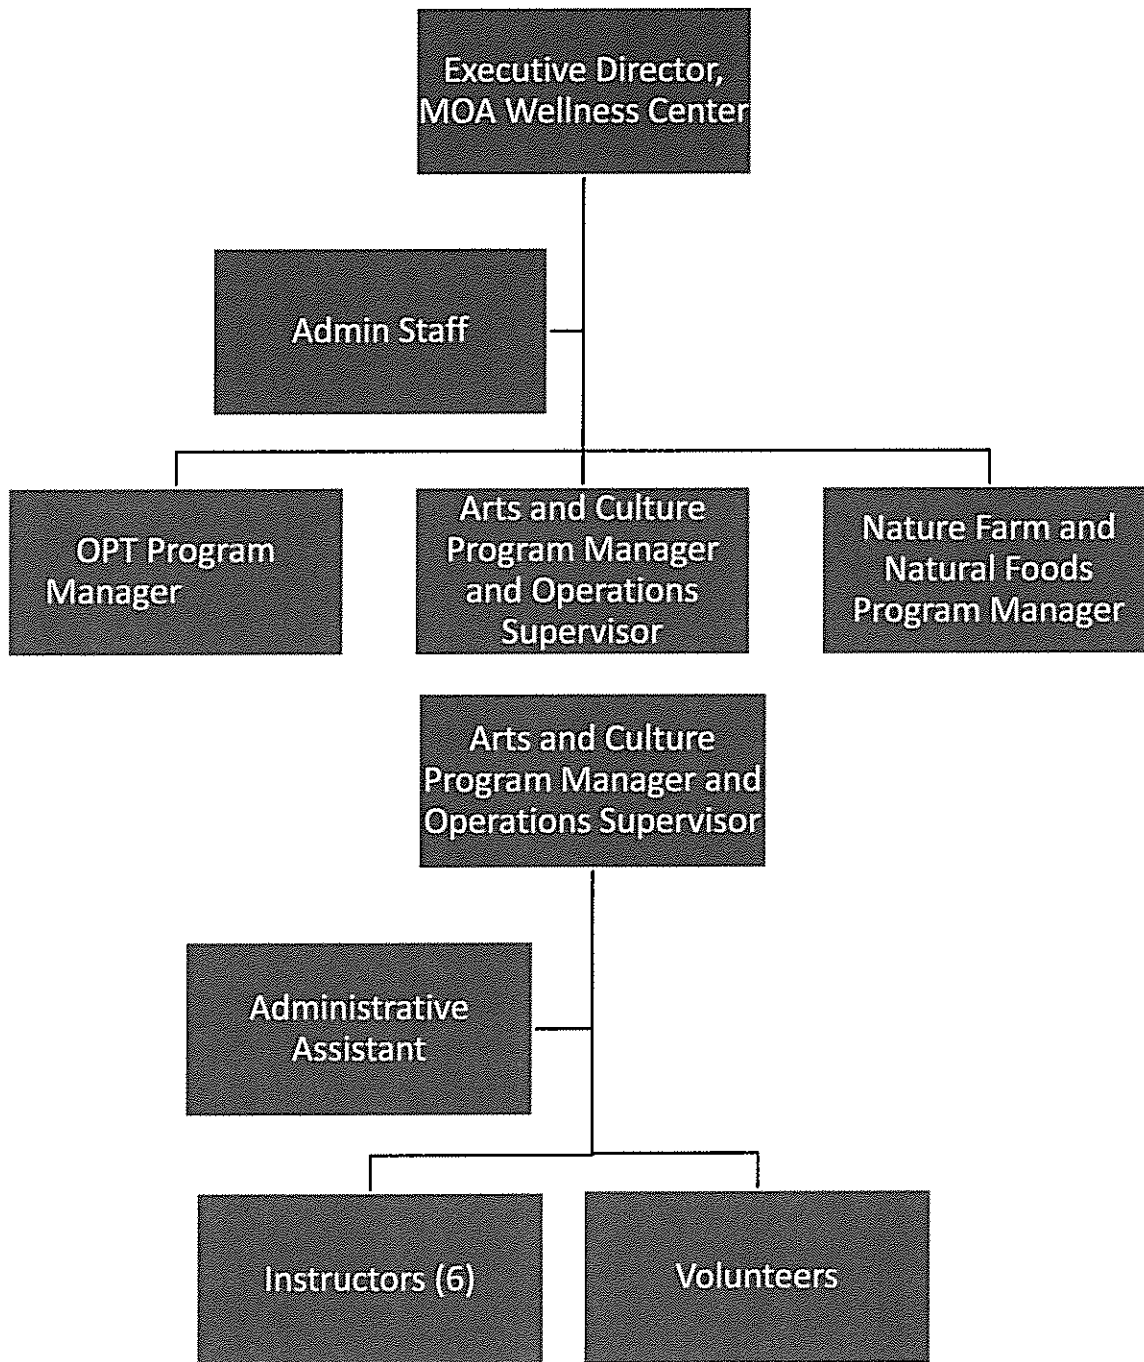 Executive Director,
MOA Wellness Center
Admin Staff
OPT Program
Manager
Arts and Culture
Program Manager
and Operations
Supervisor
Nature Farm and
Natural Foods
Program Manager
Arts and Culture
Program Manager and
Operations Supervisor
Administrative
Assistant
Instructors (6)
Volunteers